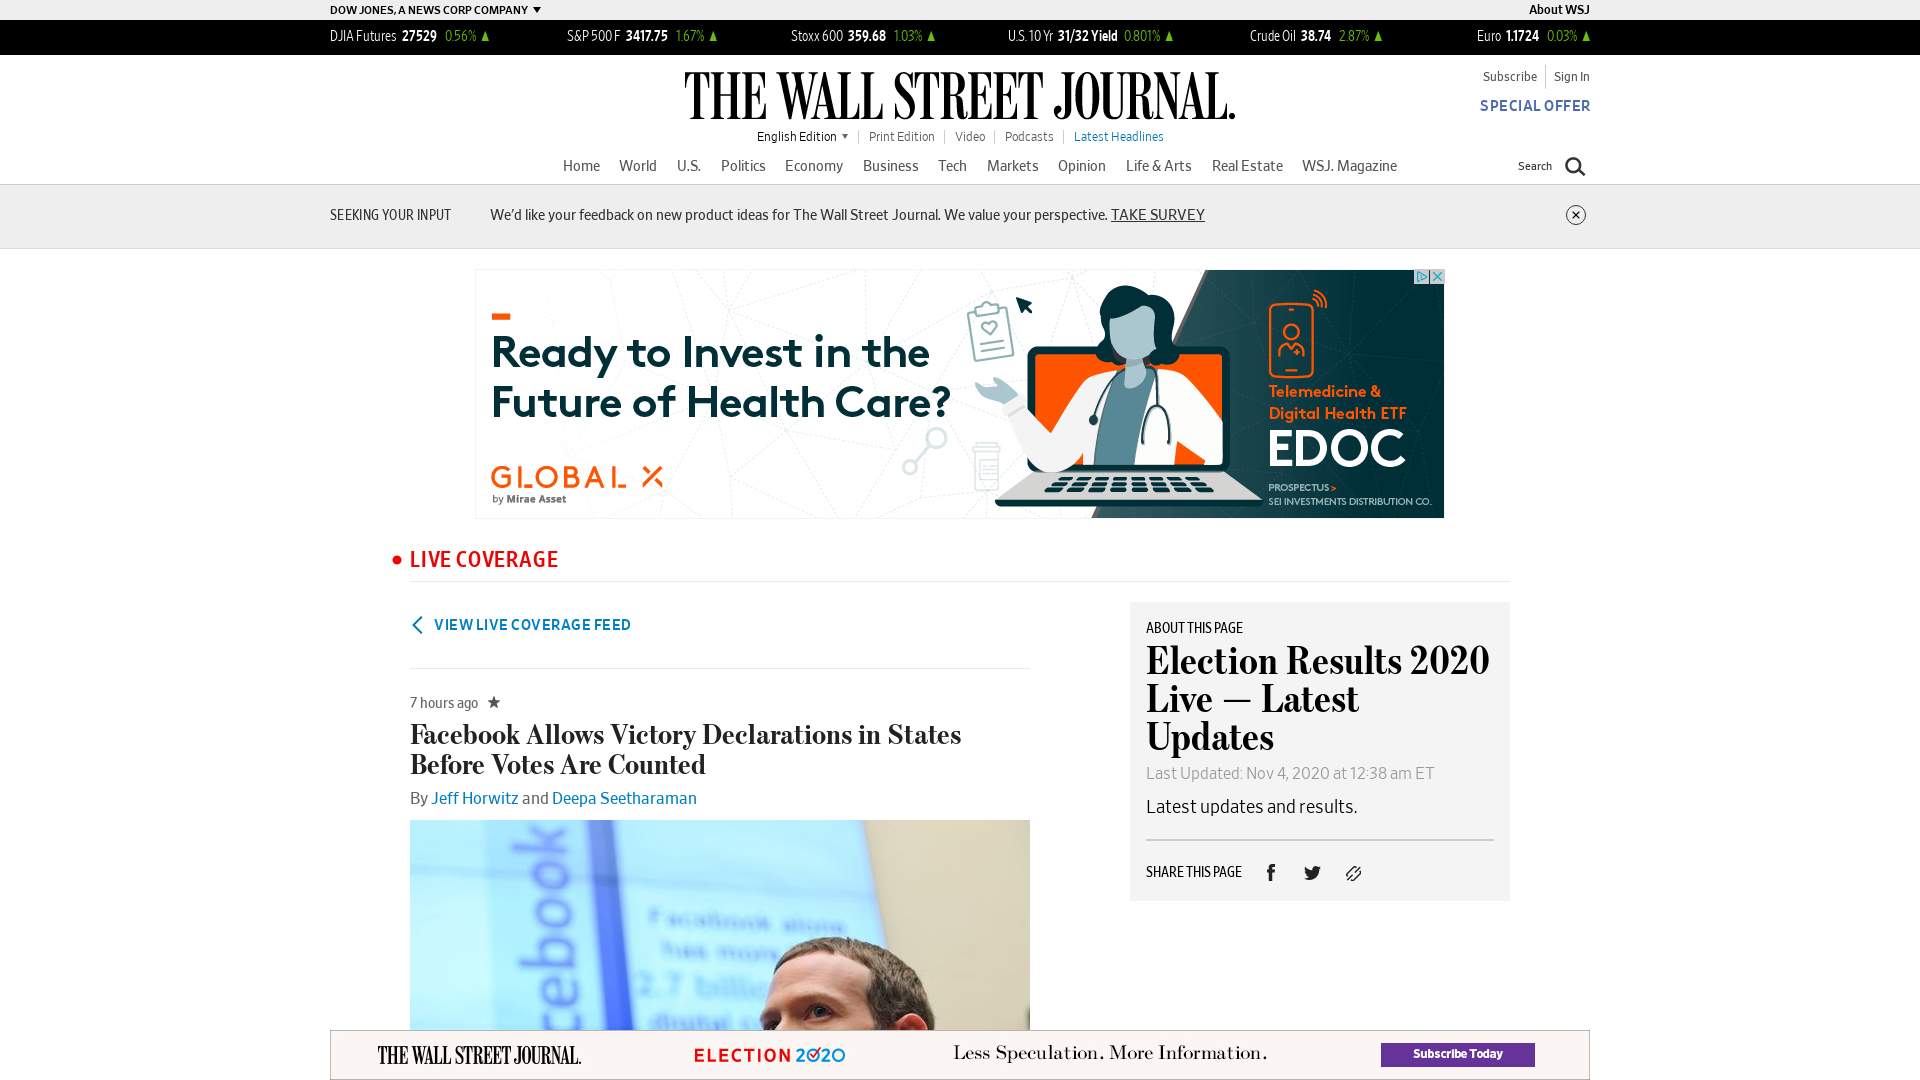 DOW JONES, A NEWS CORP COMPANY
About WSJ
DJIA Futures 27529 0.56%
S&P 500 F 3417.75 1.67%
Stoxx 600 359.68 1.03%
U.S. 10 Yr 31/32 Yield 0.801%
Crude Oil 38.74 2.87%
Euro 1.1724 0.03%
THE WALL STREET JOURNAL.
Subscribe
Sign In
SPECIAL OFFER
English Edition
Print Edition
Video
Podcasts
Latest Headlines
Home World U.S. Politics Economy Business Tech Markets Opinion Life & Arts Real Estate WSJ. Magazine
Search
SEEKING YOUR INPUT
We’d like your feedback on new product ideas for The Wall Street Journal. We value your perspective. TAKE SURVEY
Ready to Invest in the
Future of Health Care?
GLOBAL X
by Mirae Asset
Telemedicine &
Digital Health ETF
EDOC
PROSPECTUS >
SEI INVESTMENTS DISTRIBUTION CO.
LIVE COVERAGE
VIEW LIVE COVERAGE FEED
7 hours ago
Facebook Allows Victory Declarations in States
Before Votes Are Counted
By Jeff Horwitz and Deepa Seetharaman
facebook
Facebook alone
has more
2.7 billion
digital
ABOUT THIS PAGE
Election Results 2020
Live — Latest
Updates
Last Updated: Nov 4, 2020 at 12:38 am ET
Latest updates and results.
SHARE THIS PAGE
THE WALL STREET JOURNAL.
ELECTION 2020
Less Speculation. More Information.
Subscribe Today